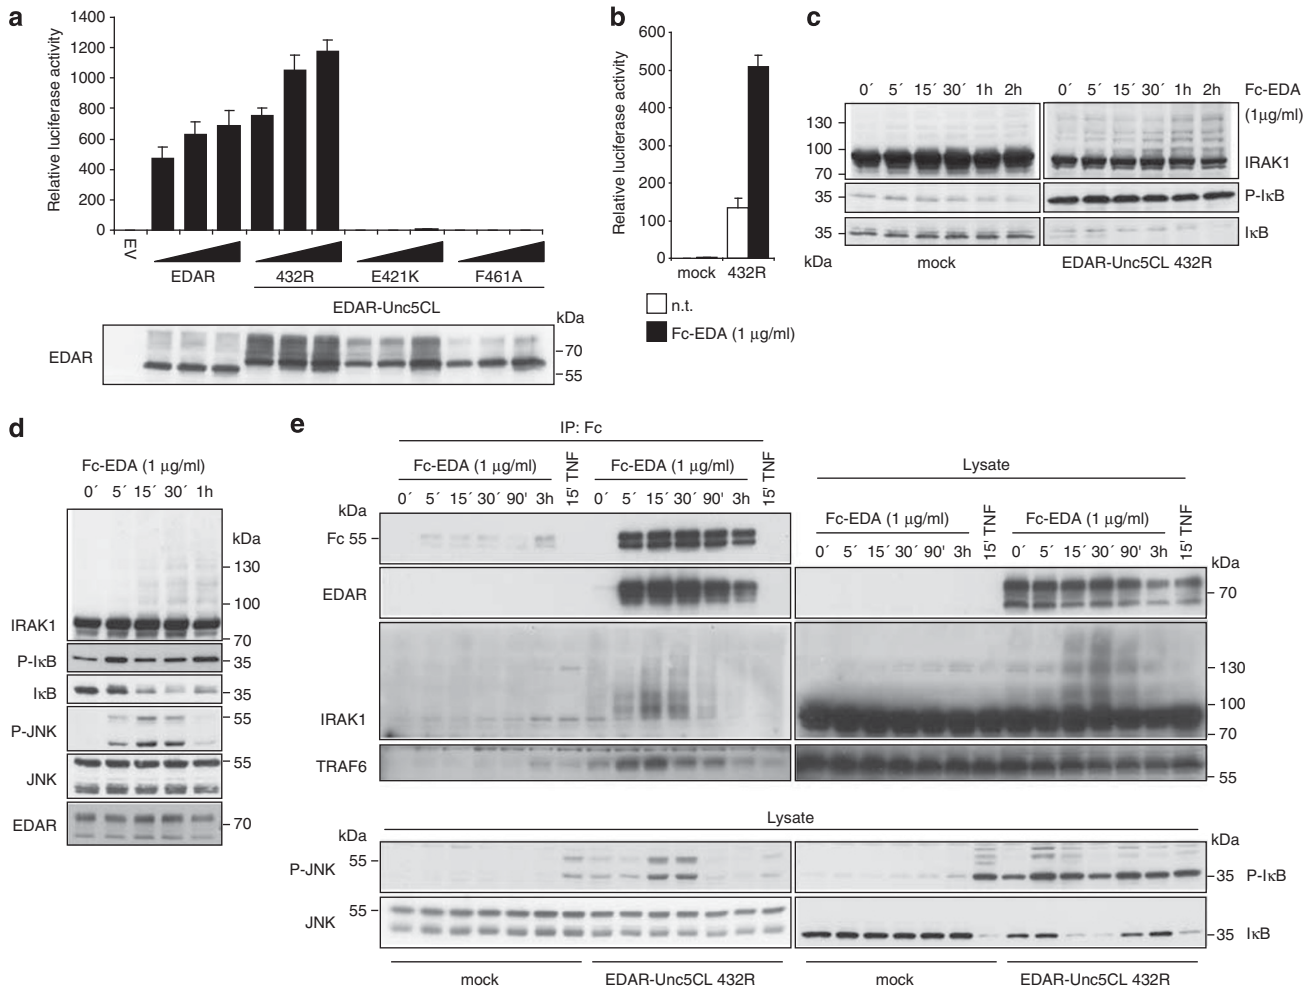 a
Relative luciferase activity
1400
1200
1000
800
600
400
200
0
EV
EDAR
432R
E421K
F461A
EDAR-Unc5CL
kDa
EDAR
70
55
b
Relative luciferase activity
600
500
400
300
200
100
0
mock
432R
n.t.
Fc-EDA (1 µg/ml)
c
0´ 5´ 15´ 30´ 1h 2h 0´ 5´ 15´ 30´ 1h 2h Fc-EDA
(1µg/ml)
130
100
70
IRAK1
35
P-IκB
35
IκB
kDa
mock
EDAR-Unc5CL 432R
d
Fc-EDA (1 µg/ml)
0´ 5´ 15´ 30´ 1h
kDa
130
100
IRAK1
70
P-IκB
35
IκB
35
P-JNK
55
JNK
55
EDAR
70
e
IP: Fc
Fc-EDA (1 µg/ml)
15' TNF
Fc-EDA (1 µg/ml)
15' TNF
0´ 5´ 15´ 30´ 90' 3h 0´ 5´ 15´ 30´ 90' 3h
kDa
Fc 55
EDAR
IRAK1
TRAF6
Lysate
Fc-EDA (1 µg/ml)
15' TNF
Fc-EDA (1 µg/ml)
15' TNF
0´ 5´ 15´ 30´ 90' 3h 0´ 5´ 15´ 30´ 90' 3h
kDa
70
130
100
70
55
Lysate
kDa
kDa
P-JNK
55
35
P-IκB
JNK
55
35
IκB
mock
EDAR-Unc5CL 432R
mock
EDAR-Unc5CL 432R